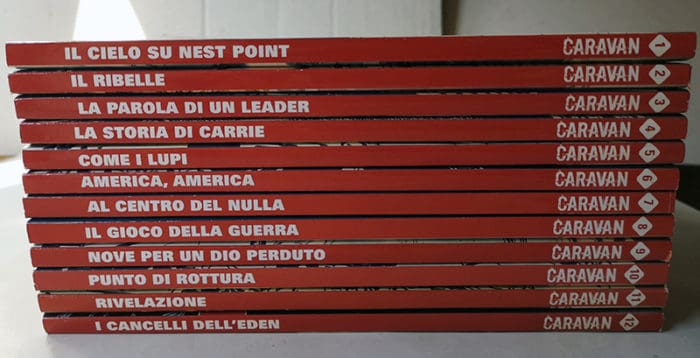 IL CIELO SU NEST POINT CARAVAN 1
IL RIBELLE CARAVAN 2
LA PAROLA DI UN LEADER CARAVAN 3
LA STORIA DI CARRIE CARAVAN 4
COME I LUPI CARAVAN 5
AMERICA, AMERICA CARAVAN 6
AL CENTRO DEL NULLA CARAVAN 7
IL GIOCO DELLA GUERRA CARAVAN 8
NOVE PER UN DIO PERDUTO CARAVAN 9
PUNTO DI ROTTURA CARAVAN 10
RIVELAZIONE CARAVAN 11
I CANCELLI DELL'EDEN CARAVAN 12